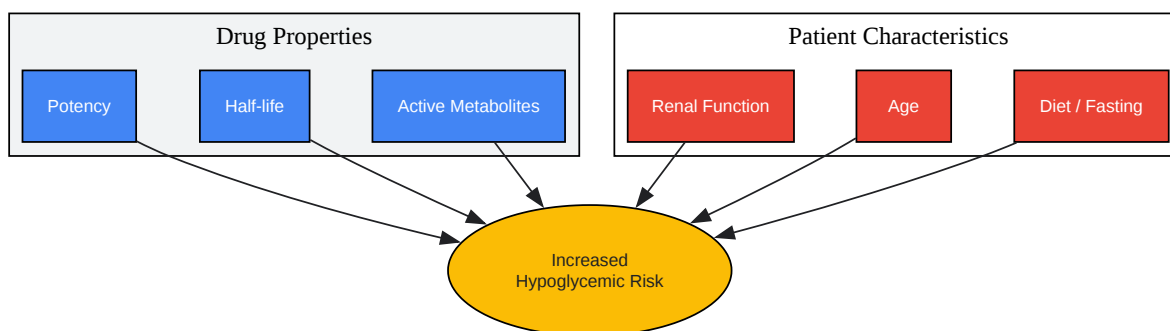 Drug Properties
Patient Characteristics
Potency
Half-life
Active Metabolites
Renal Function
Age
Diet / Fasting
Increased
Hypoglycemic Risk